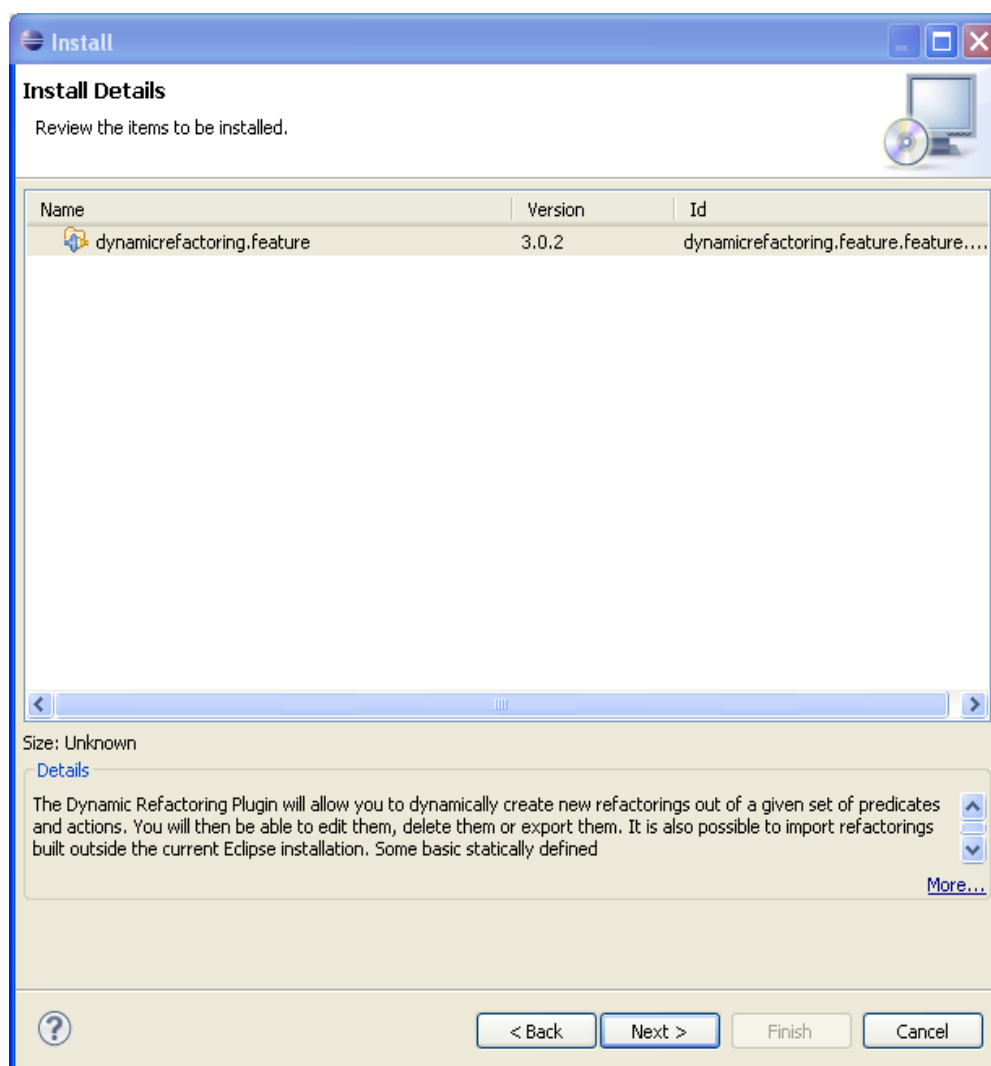 Install
Install Details
Review the items to be installed.
Name Version Id
dynamicrefactoring.feature 3.0.2 dynamicrefactoring.feature.feature....
Size: Unknown
Details
The Dynamic Refactoring Plugin will allow you to dynamically create new refactorings out of a given set of predicates
and actions. You will then be able to edit them, delete them or export them. It is also possible to import refactorings
built outside the current Eclipse installation. Some basic statically defined
More...
? < Back Next > Finish Cancel